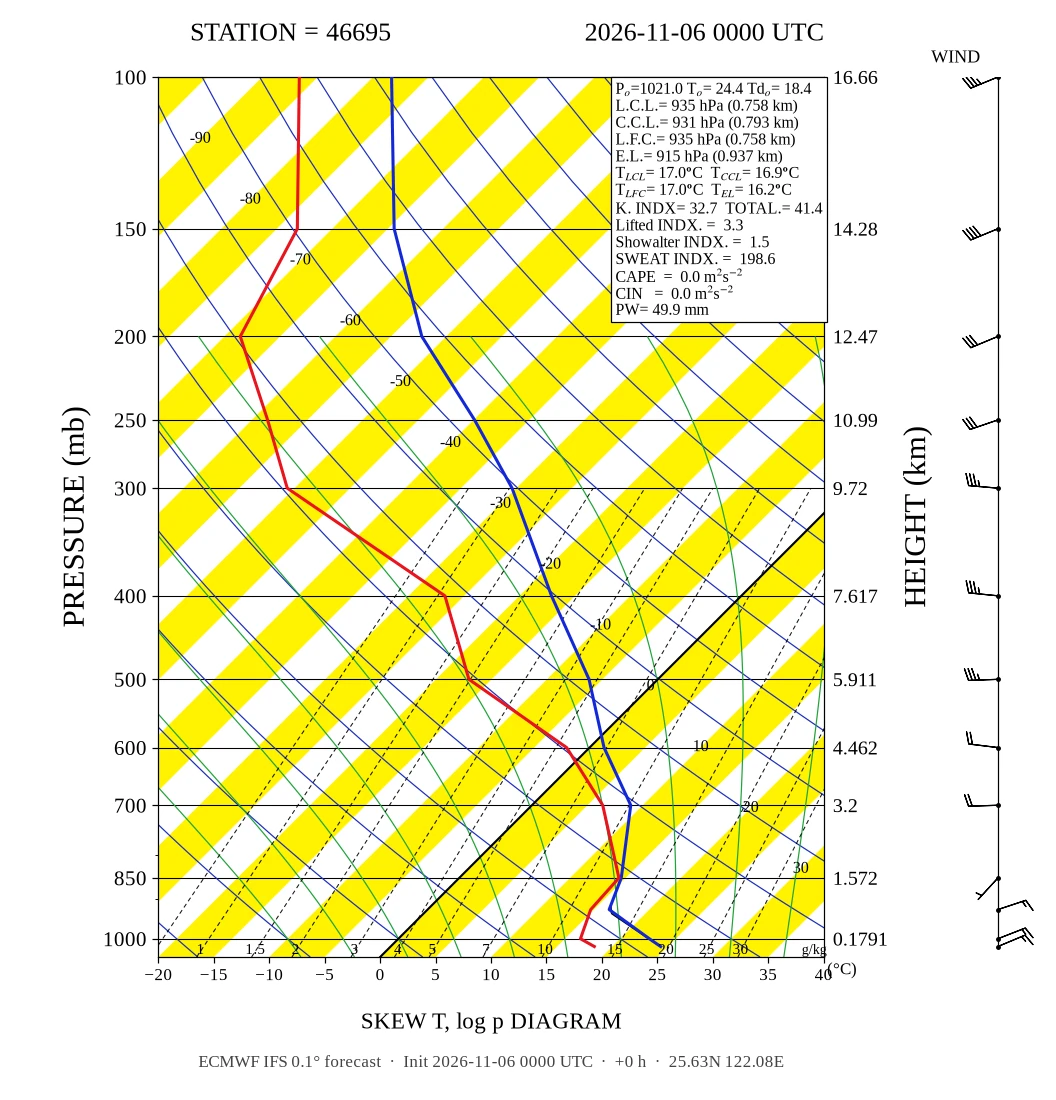 STATION = 46695
2026-11-06 0000 UTC
WIND
100
16.66
Pₒ=1021.0 Tₒ= 24.4 Tdₒ= 18.4
L.C.L.= 935 hPa (0.758 km)
C.C.L.= 931 hPa (0.793 km)
L.F.C.= 935 hPa (0.758 km)
E.L.= 915 hPa (0.937 km)
T_LCL= 17.0°C T_CCL= 16.9°C
T_LFC= 17.0°C T_EL= 16.2°C
K. INDX= 32.7 TOTAL.= 41.4
Lifted INDX. = 3.3
Showalter INDX. = 1.5
SWEAT INDX. = 198.6
CAPE = 0.0 m²s⁻²
CIN = 0.0 m²s⁻²
PW= 49.9 mm
-90
-80
150
14.28
-70
-60
200
12.47
-50
250
10.99
-40
300
9.72
-30
PRESSURE (mb)
HEIGHT (km)
-20
400
7.617
-10
500
5.911
0
600
4.462
10
700
3.2
20
850
1.572
30
1000
0.1791
1 1.5 2 3 4 5 7 10 15 20 25 30 g/kg
−20 −15 −10 −5 0 5 10 15 20 25 30 35 40 (°C)
SKEW T, log p DIAGRAM
ECMWF IFS 0.1° forecast · Init 2026-11-06 0000 UTC · +0 h · 25.63N 122.08E